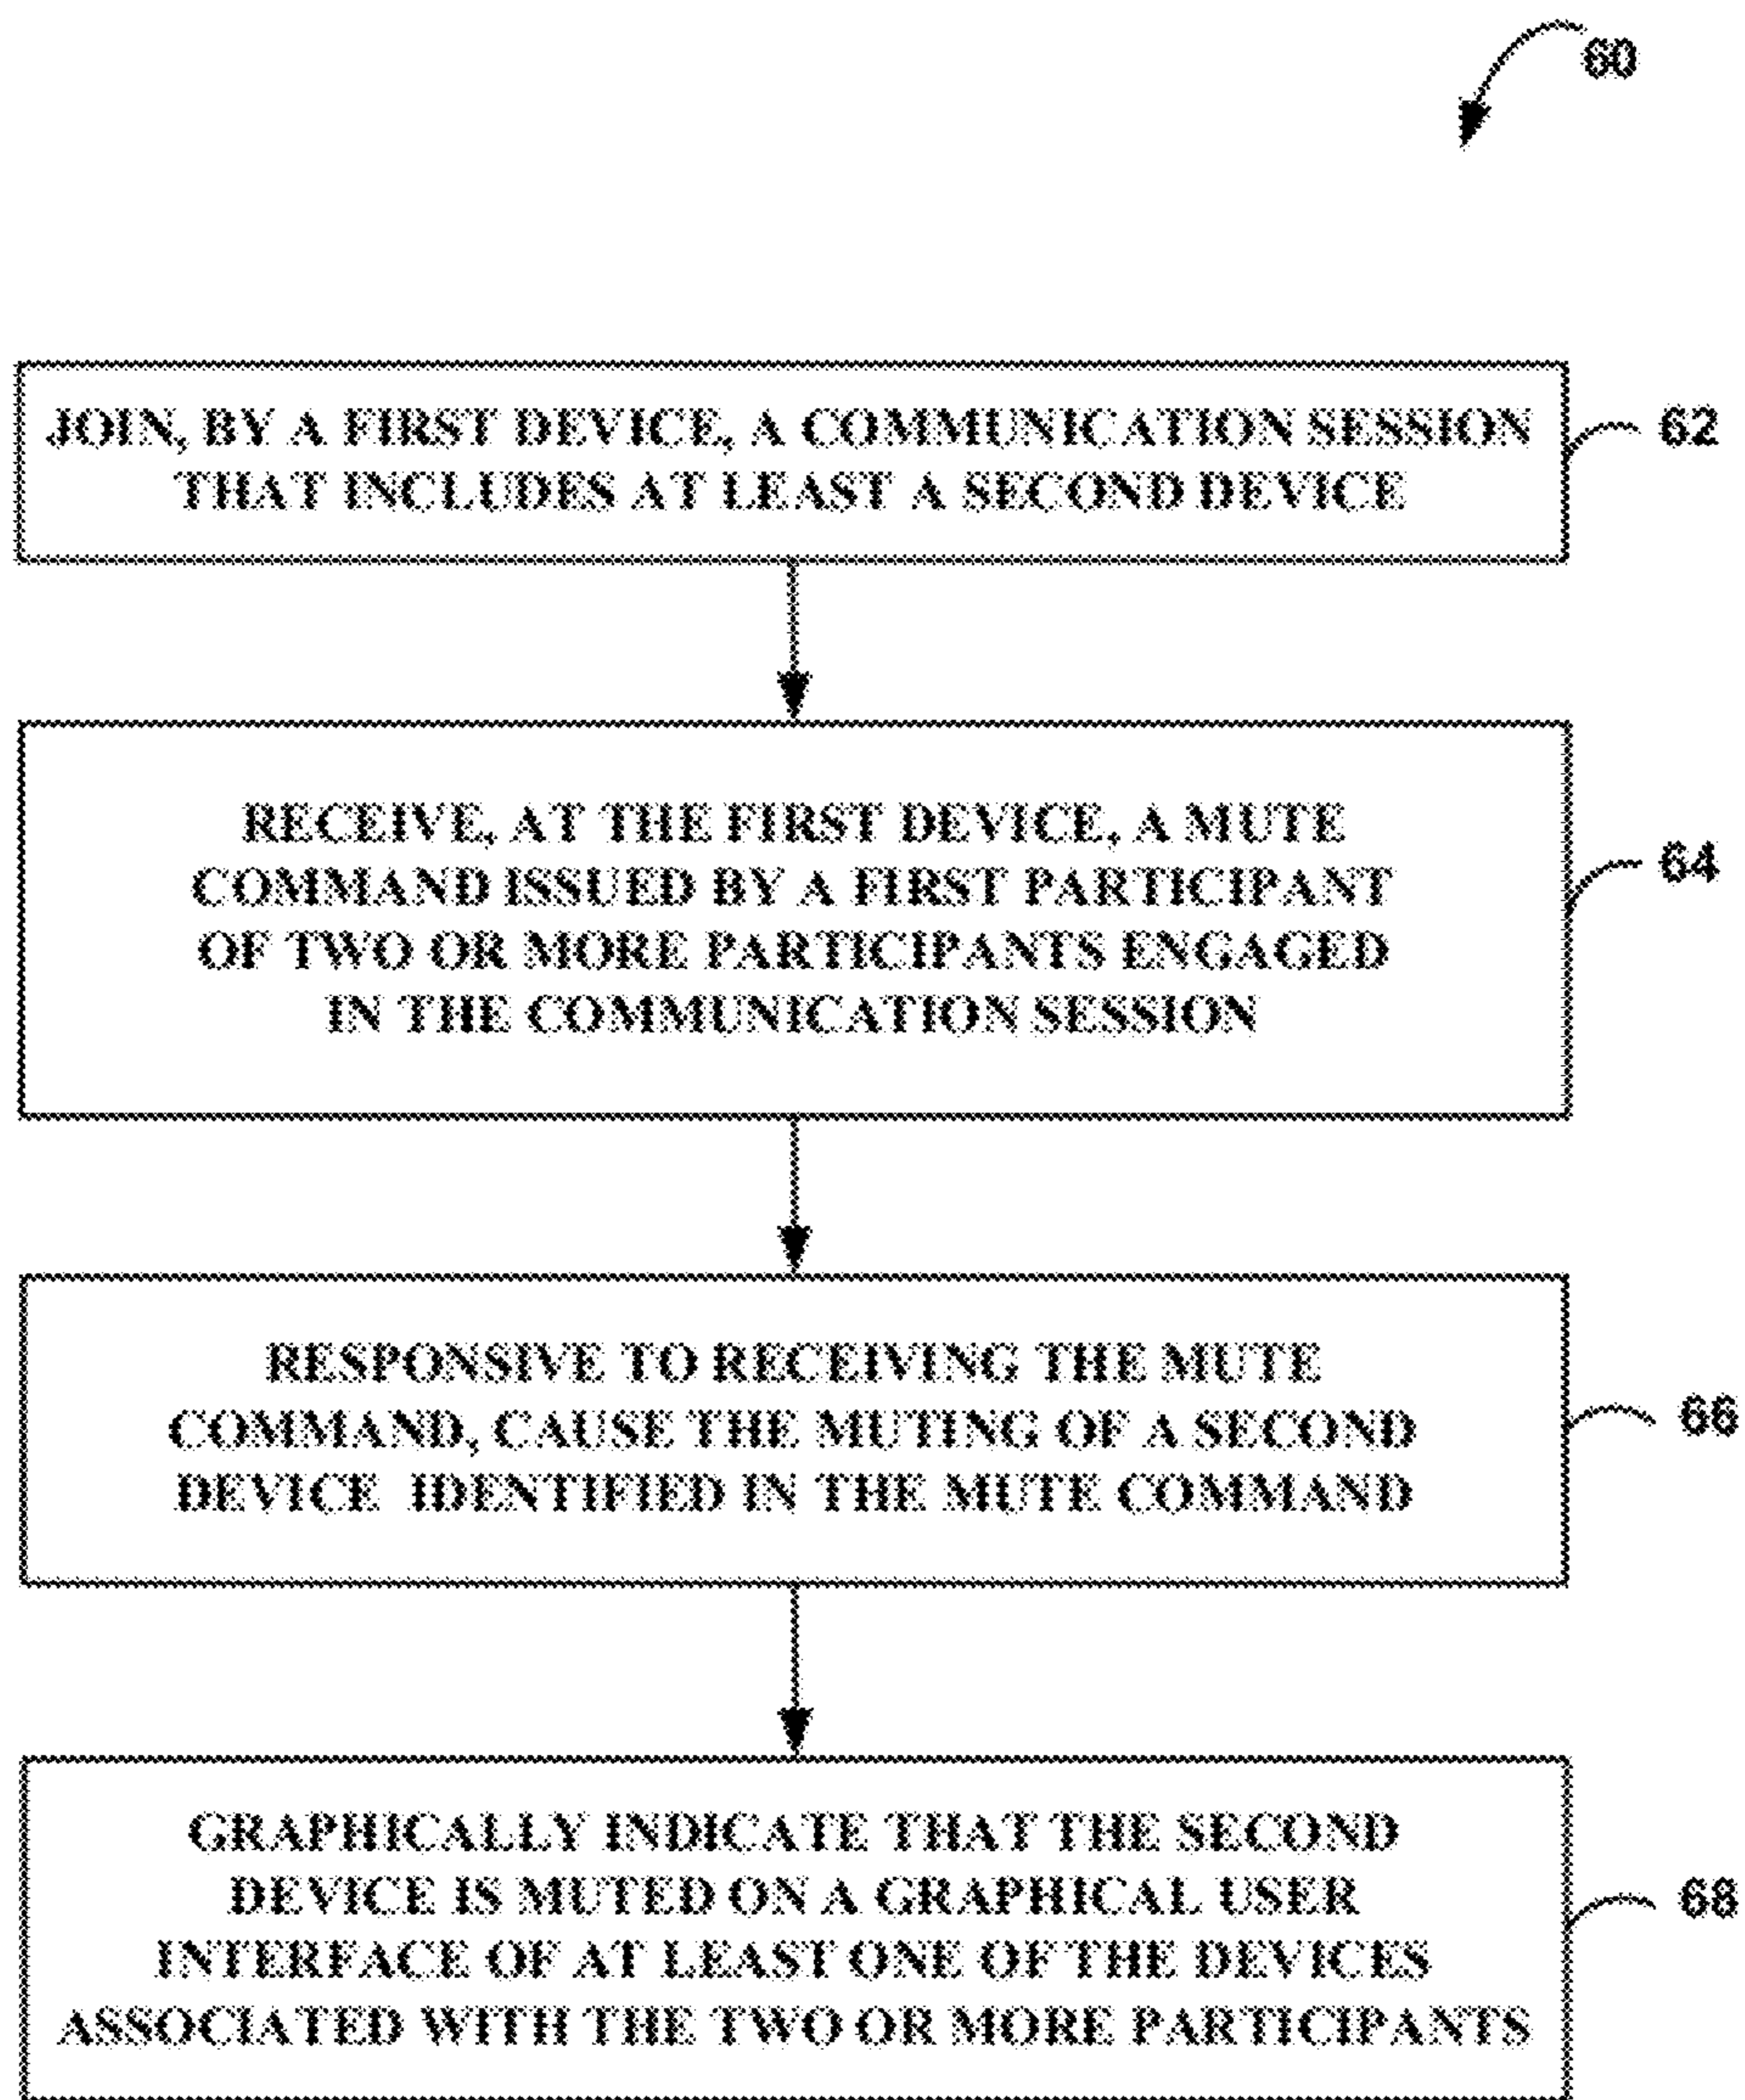 60
JOIN, BY A FIRST DEVICE, A COMMUNICATION SESSION
THAT INCLUDES AT LEAST A SECOND DEVICE
62
RECEIVE, AT THE FIRST DEVICE, A MUTE
COMMAND ISSUED BY A FIRST PARTICIPANT
OF TWO OR MORE PARTICIPANTS ENGAGED
IN THE COMMUNICATION SESSION
64
RESPONSIVE TO RECEIVING THE MUTE
COMMAND, CAUSE THE MUTING OF A SECOND
DEVICE IDENTIFIED IN THE MUTE COMMAND
66
GRAPHICALLY INDICATE THAT THE SECOND
DEVICE IS MUTED ON A GRAPHICAL USER
INTERFACE OF AT LEAST ONE OF THE DEVICES
ASSOCIATED WITH THE TWO OR MORE PARTICIPANTS
68